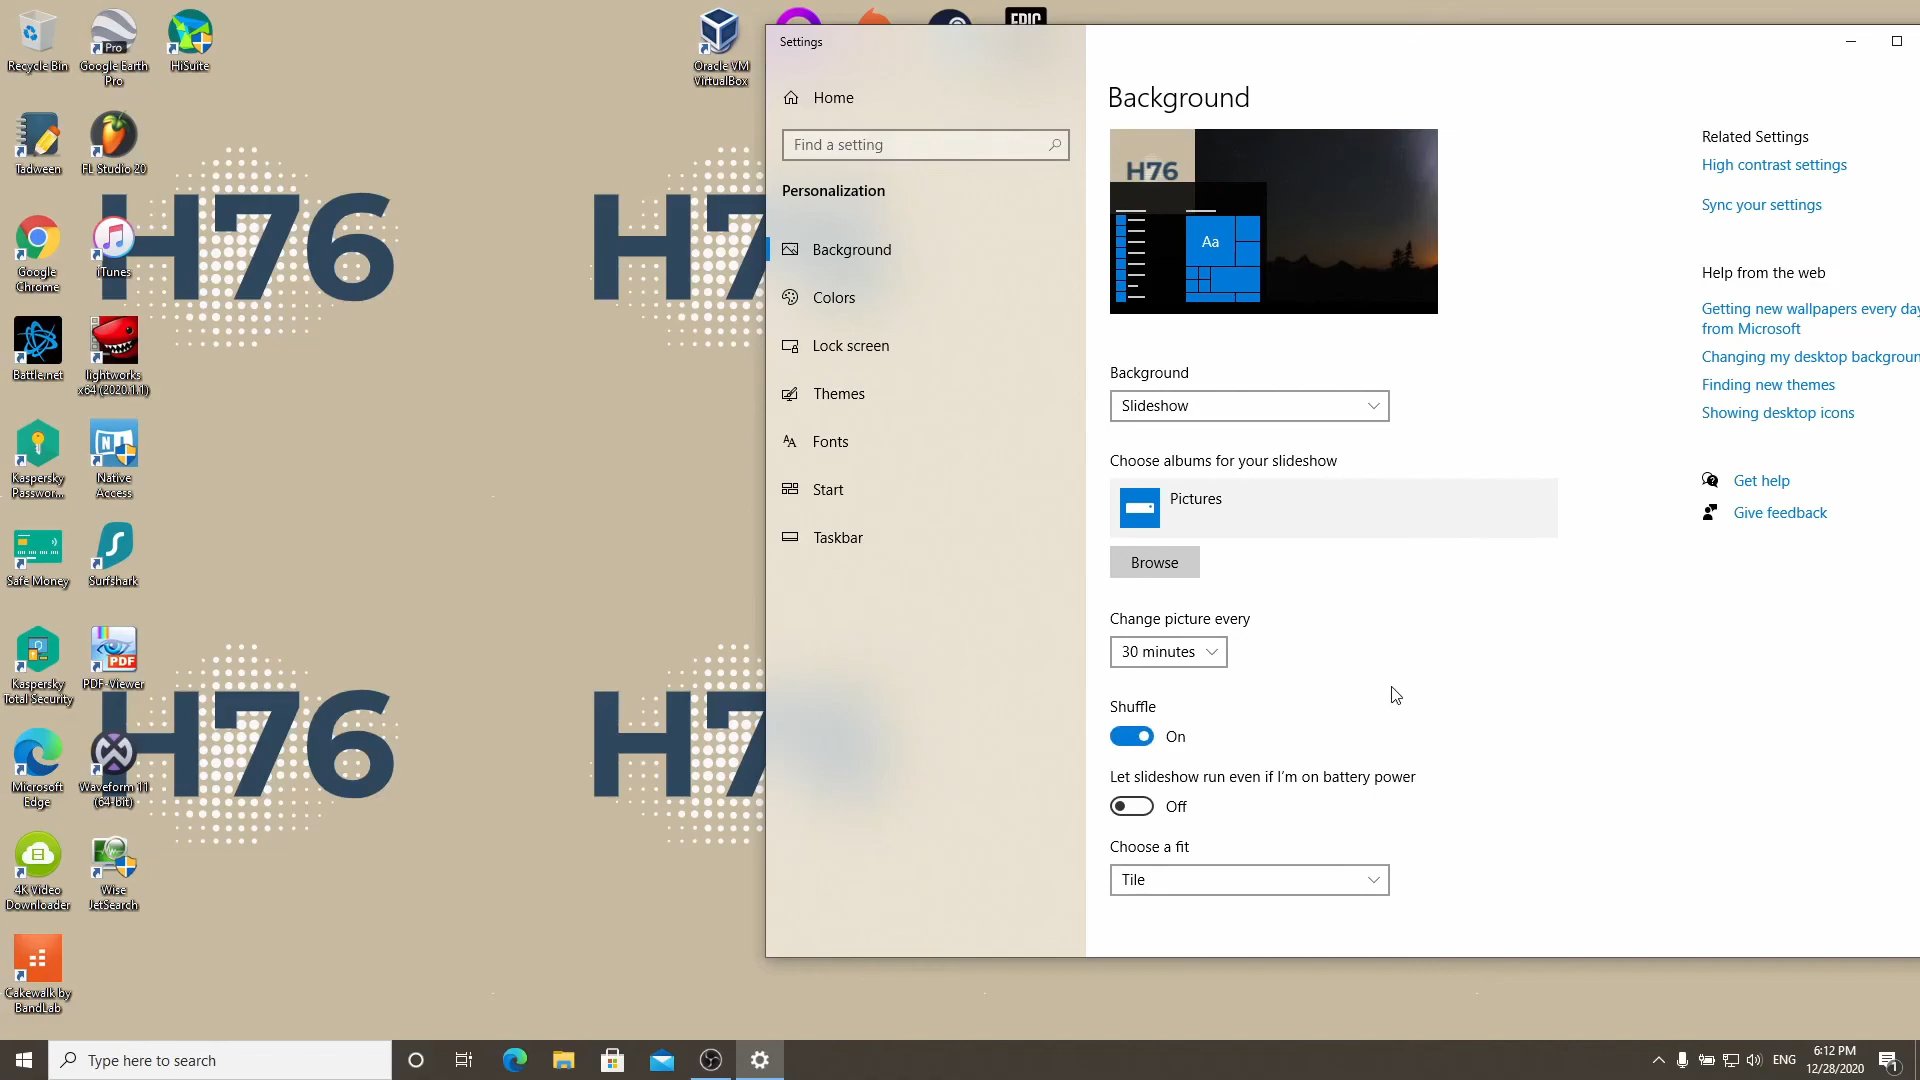 Recycle Bin
Google Earth
Pro
HiSuite
Oracle VM
VirtualBox
EPIC
Tadween
FL Studio 20
Google
Chrome
iTunes
Battle.net
lightworks
x64 (2020.1.1)
Kaspersky
Passwor...
Native
Access
Safe Money
Surfshark
Kaspersky
Total Security
PDF-Viewer
Microsoft
Edge
Waveform 11
(64-bit)
4K Video
Downloader
Wise
JetSearch
Cakewalk by
BandLab
Pro
PDF
H76
H7
H76
H7
Settings
Home
Find a setting
Personalization
Background
Colors
Lock screen
Themes
Fonts
Start
Taskbar
Background
H76
Aa
Background
Slideshow
Choose albums for your slideshow
Pictures
Browse
Change picture every
30 minutes
Shuffle
On
Let slideshow run even if I'm on battery power
Off
Choose a fit
Tile
Related Settings
High contrast settings
Sync your settings
Help from the web
Getting new wallpapers every day
from Microsoft
Changing my desktop backgroun
Finding new themes
Showing desktop icons
Get help
Give feedback
Type here to search
ENG
6:12 PM
12/28/2020
1